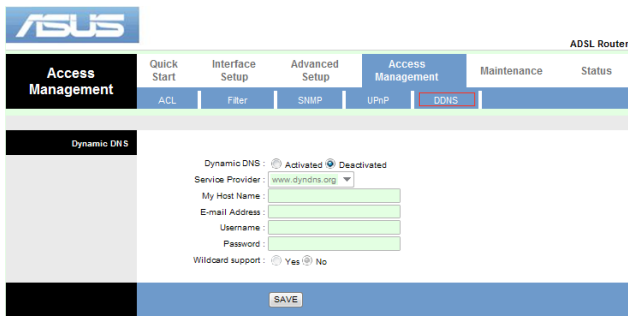 ASUS
ADSL Router
Access Management
Quick Start
Interface Setup
Advanced Setup
Access Management
Maintenance
Status
ACL
Filter
SNMP
UPnP
DDNS
Dynamic DNS
Dynamic DNS : Activated Deactivated
Service Provider : www.dyndns.org
My Host Name :
E-mail Address :
Username :
Password :
Wildcard support : Yes No
SAVE